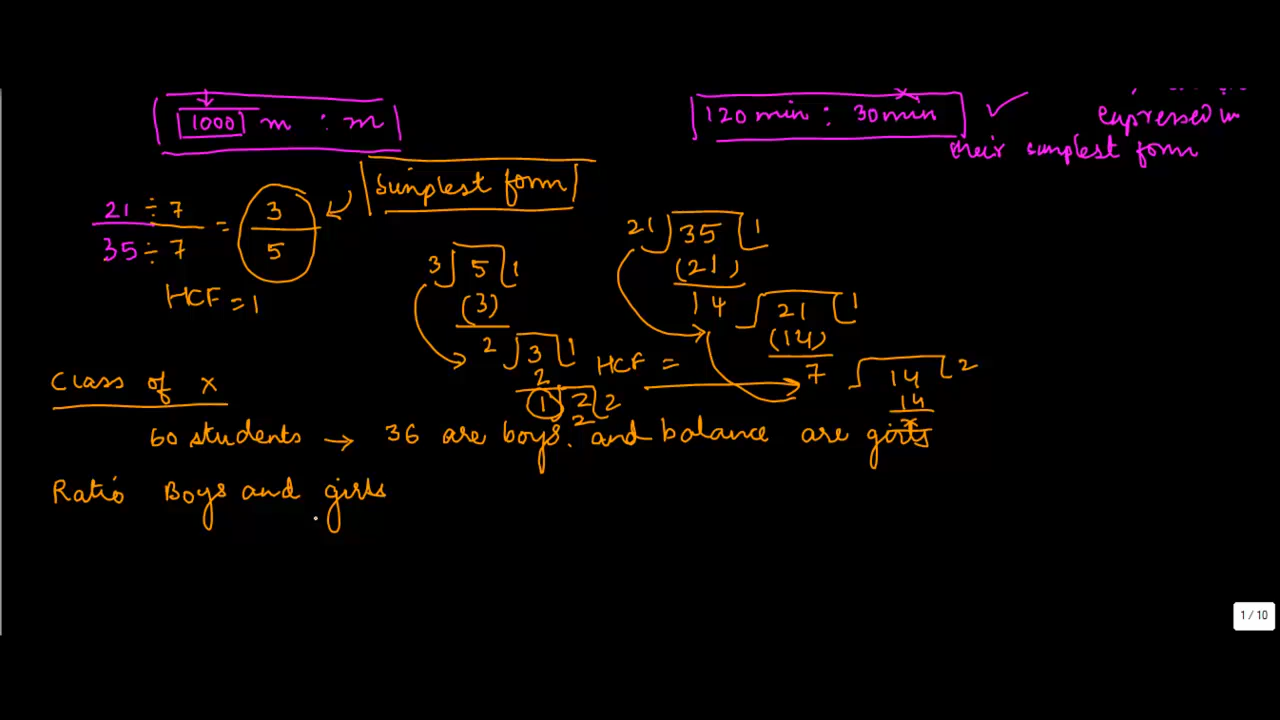 1000 m : m
120 min : 30 min ✓
expressed in
their simplest form
Simplest form
21 ÷ 7 / 35 ÷ 7 = 3 / 5
HCF = 1
3 ) 5 ( 1
(3)
2 ) 3 ( 1
2
1 ) 2 ( 2
2
21 ) 35 ( 1
(21)
14 ) 21 ( 1
(14)
HCF = 7 ) 14 ( 2
14
x
Class of x
60 students → 36 are boys. and balance are girls
Ratio Boys and girls
1 / 10